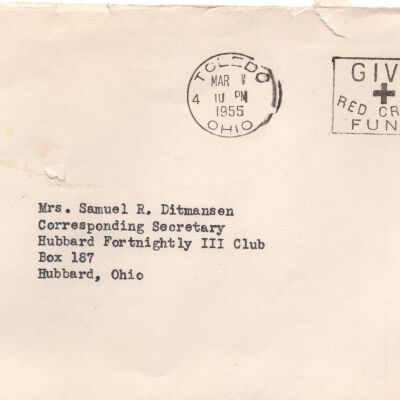 TOLEDO
MAR
4 10 PM
1955
OHIO
GIV
RED CR
FUN
Mrs. Samuel R. Ditmansen
Corresponding Secretary
Hubbard Fortnightly III Club
Box 187
Hubbard, Ohio